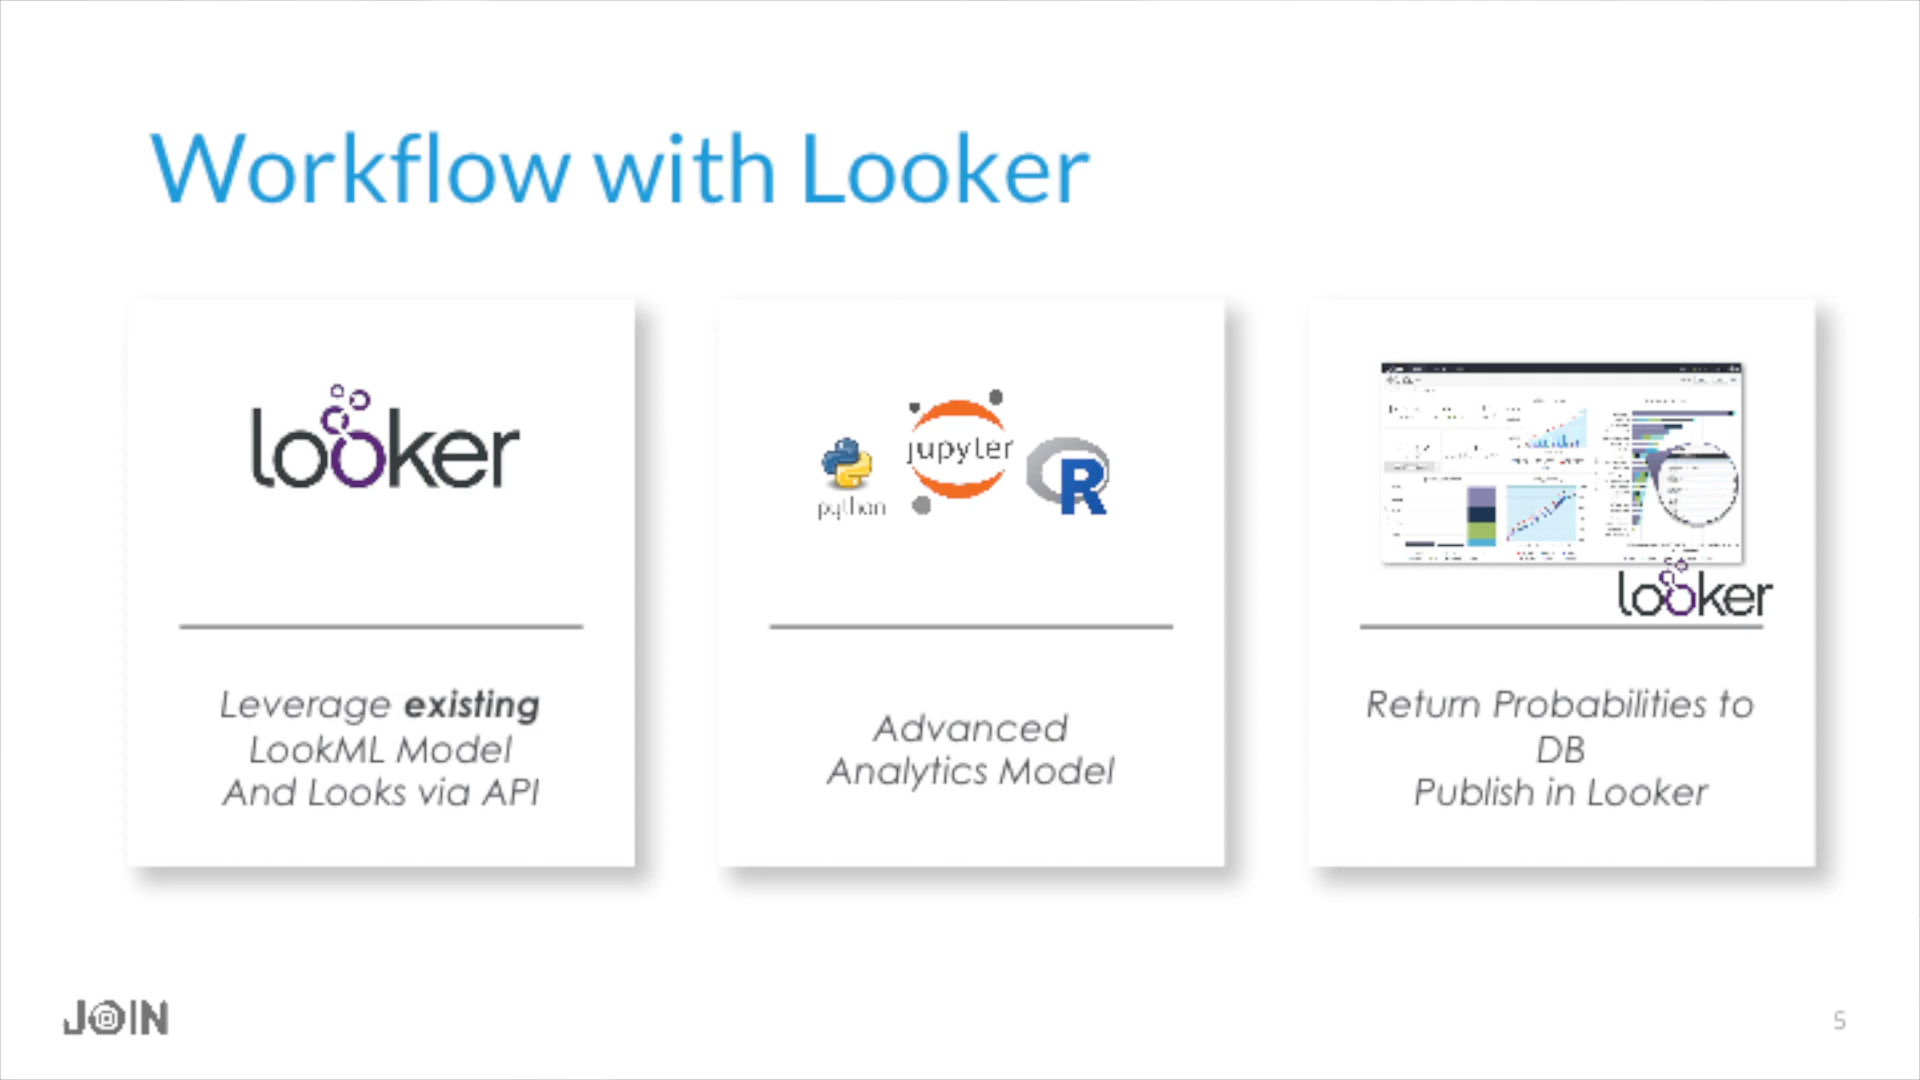 Workflow with Looker
looker
python
jupyter
R
looker
Leverage existing
LookML Model
And Looks via API
Advanced
Analytics Model
Return Probabilities to
DB
Publish in Looker
JOIN
5